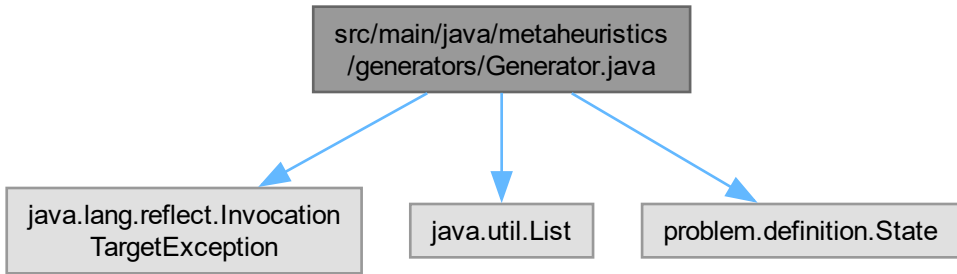 src/main/java/metaheuristics
/generators/Generator.java
java.lang.reflect.Invocation
TargetException
java.util.List
problem.definition.State